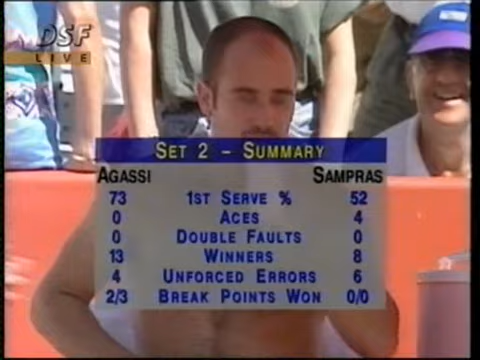 DSF
LIVE
SET 2 - SUMMARY
AGASSI SAMPRAS
73 1ST SERVE % 52
0 ACES 4
0 DOUBLE FAULTS 0
13 WINNERS 8
4 UNFORCED ERRORS 6
2/3 BREAK POINTS WON 0/0